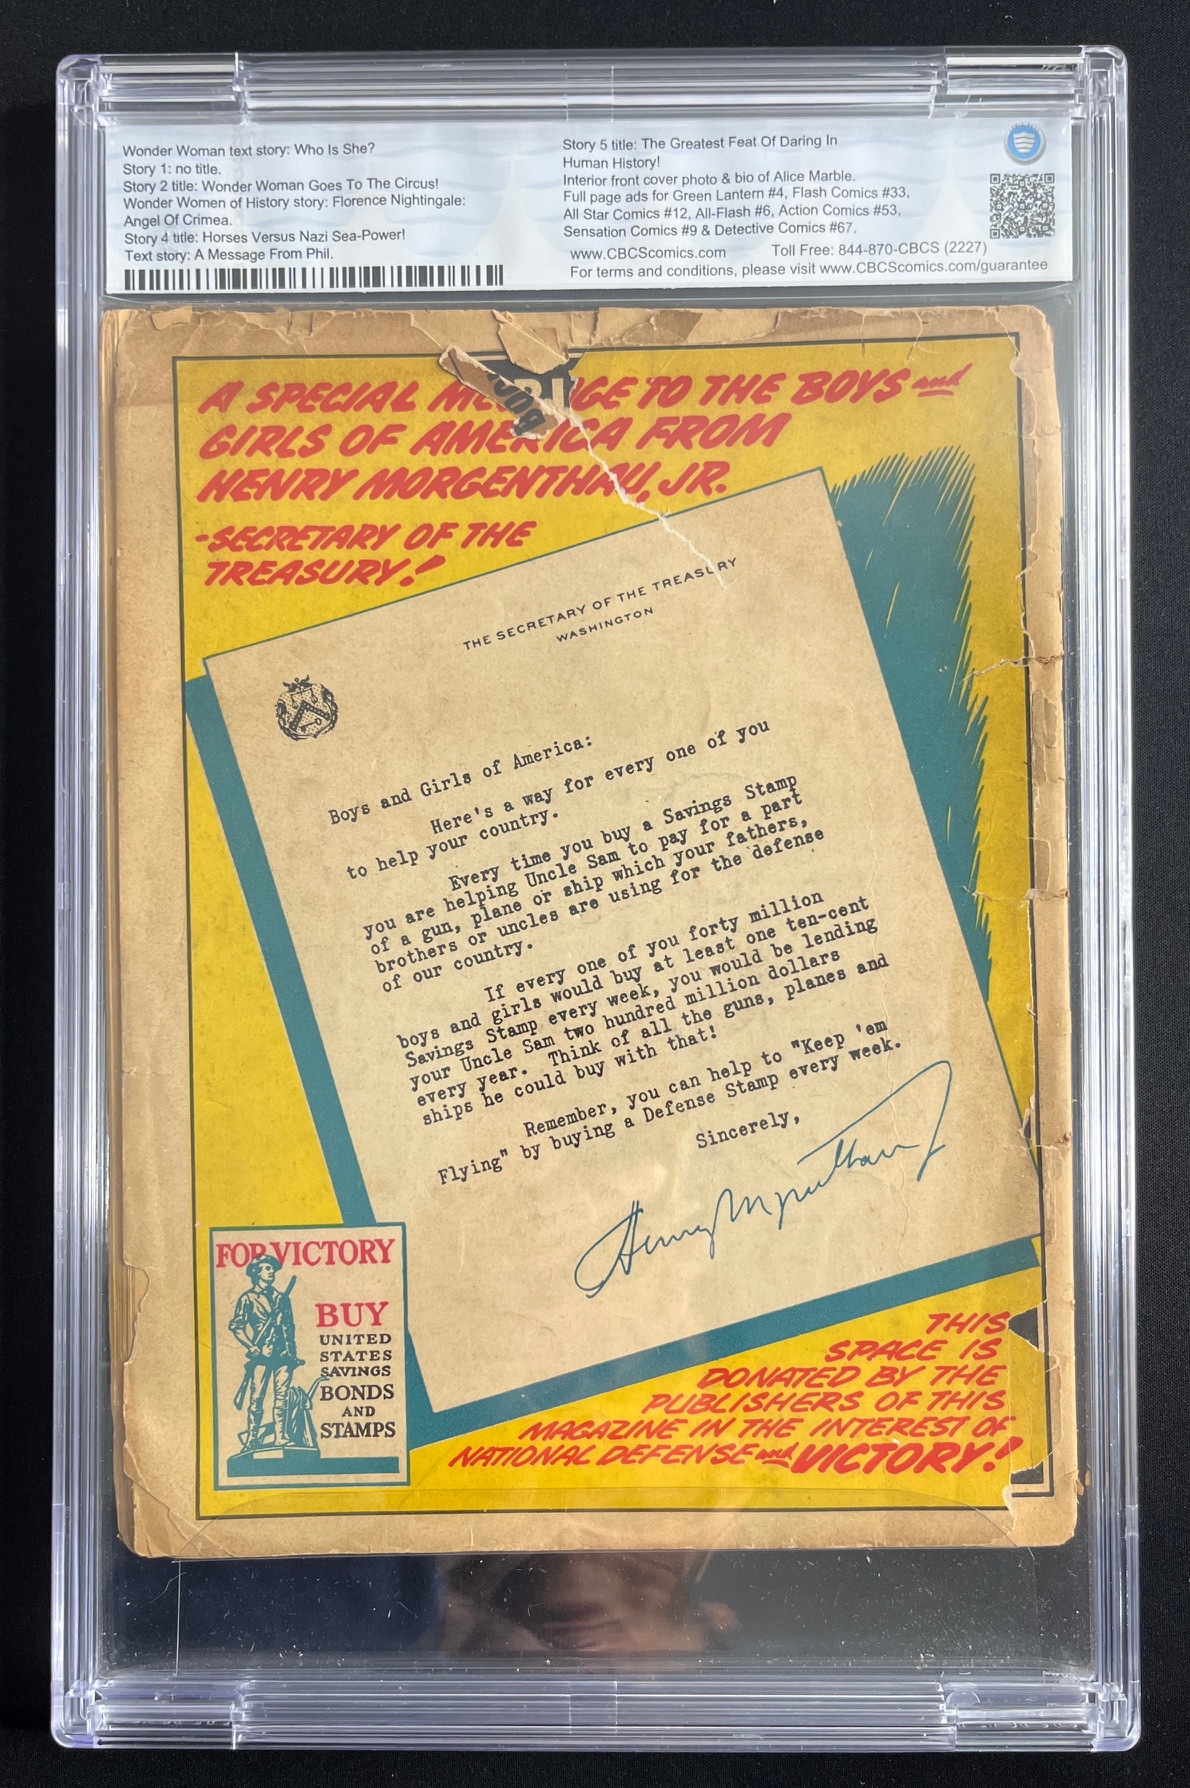 Wonder Woman text story: Who Is She?
Story 1: no title.
Story 2 title: Wonder Woman Goes To The Circus!
Wonder Women of History story: Florence Nightingale:
Angel Of Crimea.
Story 4 title: Horses Versus Nazi Sea-Power!
Text story: A Message From Phil.
Story 5 title: The Greatest Feat Of Daring In
Human History!
Interior front cover photo & bio of Alice Marble.
Full page ads for Green Lantern #4, Flash Comics #33,
All Star Comics #12, All-Flash #6, Action Comics #53,
Sensation Comics #9 & Detective Comics #67.
www.CBCScomics.com Toll Free: 844-870-CBCS (2227)
For terms and conditions, please visit www.CBCScomics.com/guarantee
A SPECIAL TO THE BOYS and
GIRLS OF AMERICA FROM
HENRY MORGENTHAU, JR.
-SECRETARY OF THE
TREASURY!
THE SECRETARY OF THE TREASURY
WASHINGTON
Boys and Girls of America:
Here's a way for every one of you
to help your country.
Every time you buy a Savings Stamp
you are helping Uncle Sam to pay for a part
of a gun, plane or ship which your fathers,
brothers or uncles are using for the defense
of our country.
If every one of you forty million
boys and girls would buy at least one ten-cent
Savings Stamp every week, you would be lending
your Uncle Sam two hundred million dollars
every year. Think of all the guns, planes and
ships he could buy with that!
Remember, you can help to "Keep 'em
Flying" by buying a Defense Stamp every week.
Sincerely,
Henry Morgenthau Jr
FOR VICTORY
BUY
UNITED
STATES
SAVINGS
BONDS
AND
STAMPS
THIS
SPACE IS
DONATED BY THE
PUBLISHERS OF THIS
MAGAZINE IN THE INTEREST OF
NATIONAL DEFENSE and VICTORY!